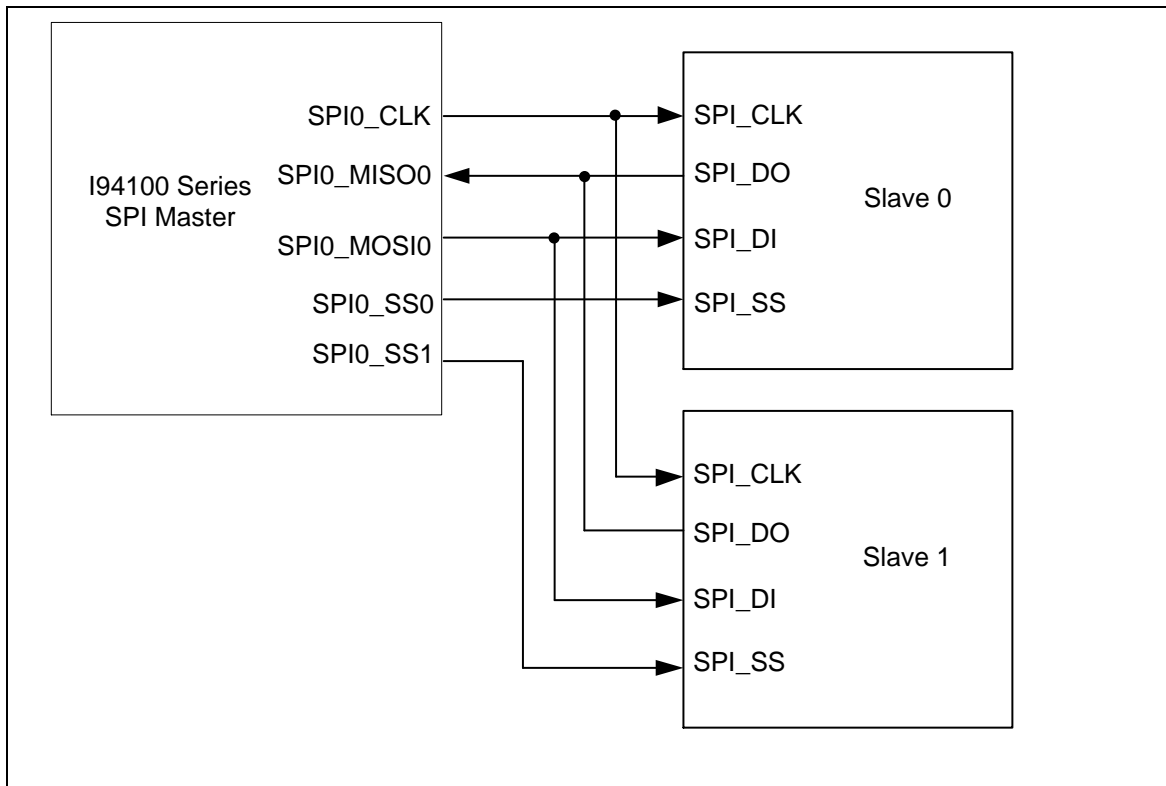 I94100 Series
SPI Master
SPI0_CLK
SPI0_MISO0
SPI0_MOSI0
SPI0_SS0
SPI0_SS1
SPI_CLK
SPI_DO
SPI_DI
SPI_SS
Slave 0
SPI_CLK
SPI_DO
SPI_DI
SPI_SS
Slave 1